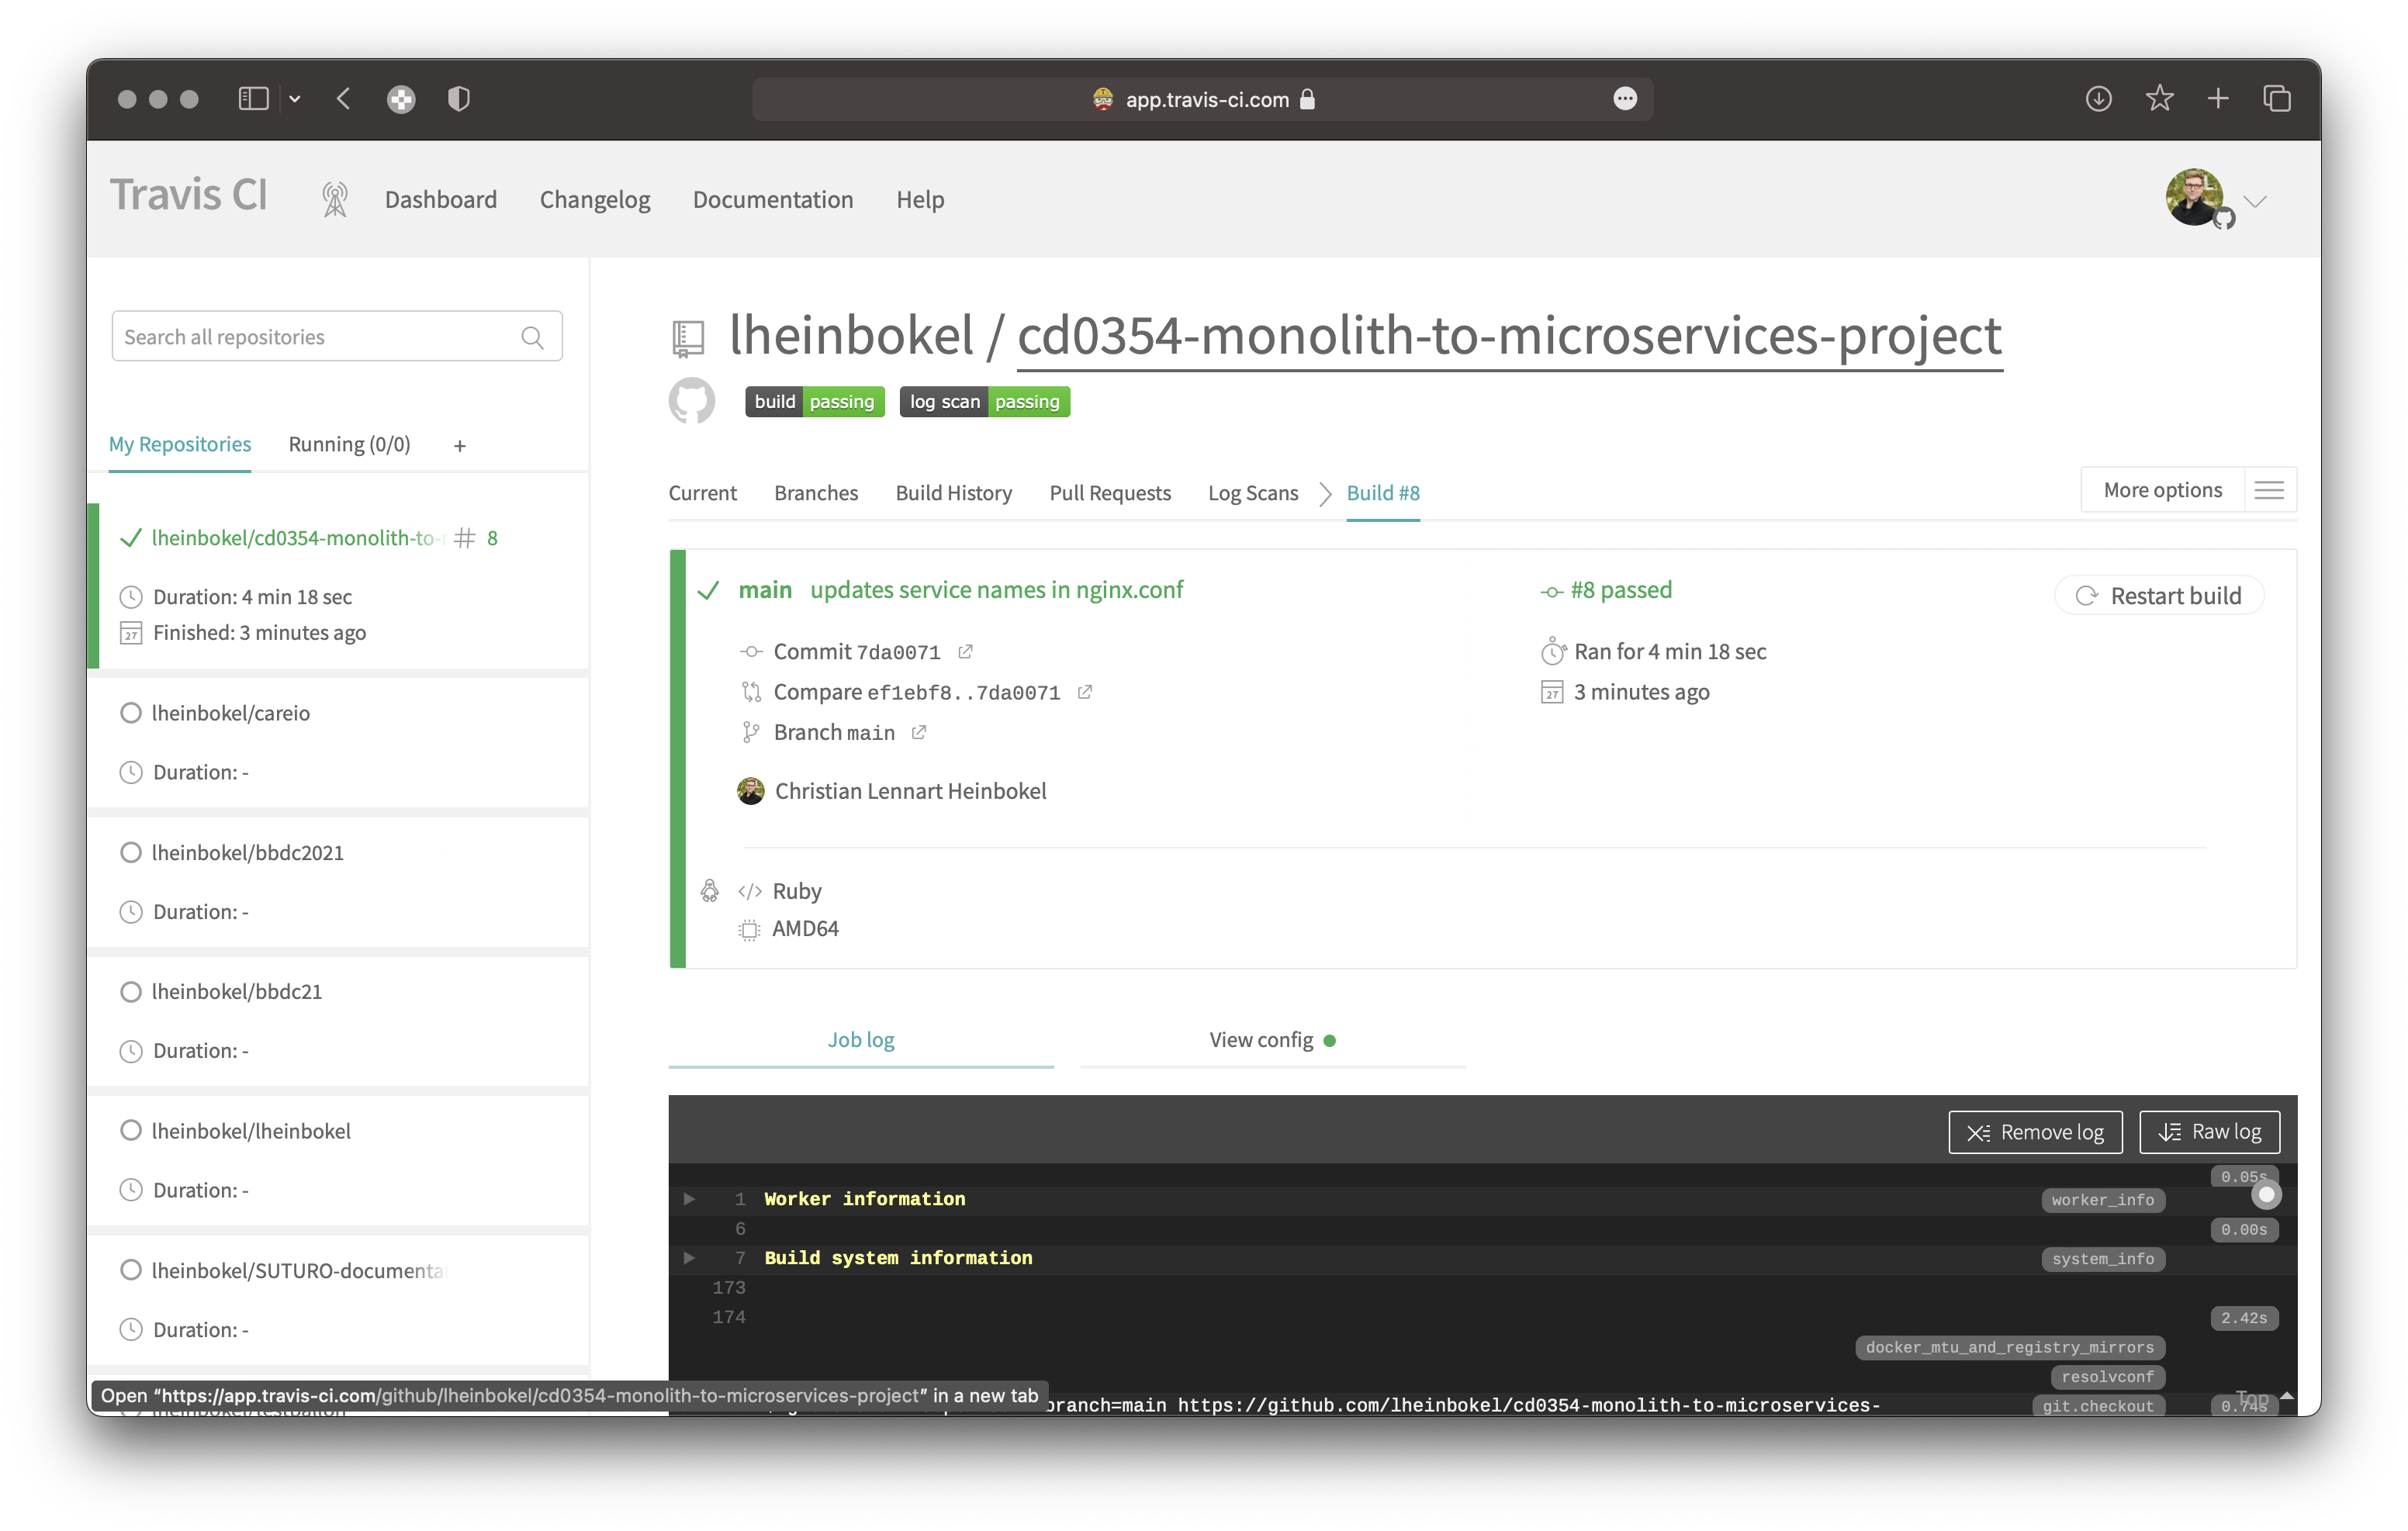 app.travis-ci.com
Travis CI
Dashboard
Changelog
Documentation
Help
Search all repositories
My Repositories
Running (0/0)
+
lheinbokel/cd0354-monolith-to-
# 8
Duration: 4 min 18 sec
27 Finished: 3 minutes ago
lheinbokel/careio
Duration: -
lheinbokel/bbdc2021
Duration: -
lheinbokel/bbdc21
Duration: -
lheinbokel/lheinbokel
Duration: -
lheinbokel/SUTURO-documenta
Duration: -
Open “https://app.travis-ci.com/github/lheinbokel/cd0354-monolith-to-microservices-project” in a new tab
lheinbokel / cd0354-monolith-to-microservices-project
build passing
log scan passing
Current
Branches
Build History
Pull Requests
Log Scans
Build #8
More options
main updates service names in nginx.conf
Commit 7da0071
Compare ef1ebf8..7da0071
Branch main
Christian Lennart Heinbokel
#8 passed
Ran for 4 min 18 sec
27 3 minutes ago
Restart build
</> Ruby
AMD64
Job log
View config
Remove log
Raw log
0.05s
1 Worker information worker_info
6 0.00s
7 Build system information system_info
173
174 2.42s
docker_mtu_and_registry_mirrors
resolvconf
branch=main https://github.com/lheinbokel/cd0354-monolith-to-microservices- git.checkout 0.74s
Top